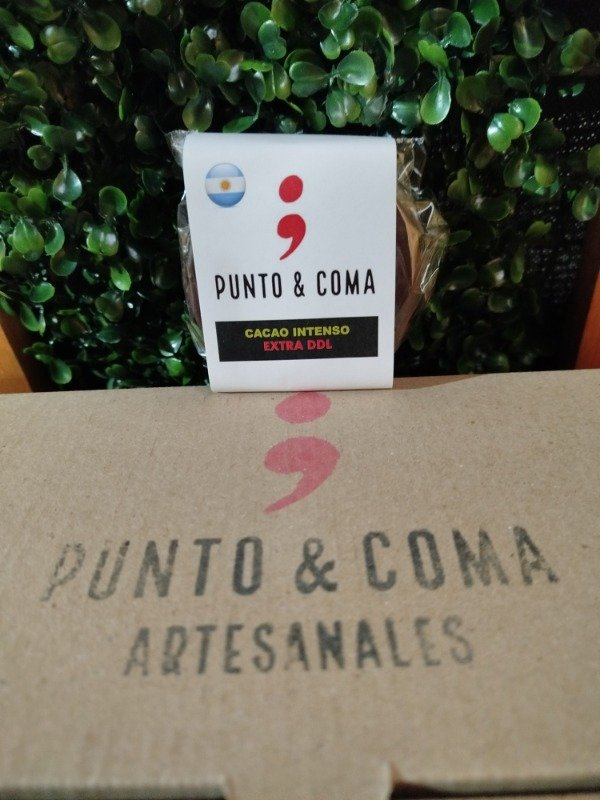 ;
PUNTO & COMA
CACAO INTENSO
EXTRA DDL
;
PUNTO & COMA
ARTESANALES